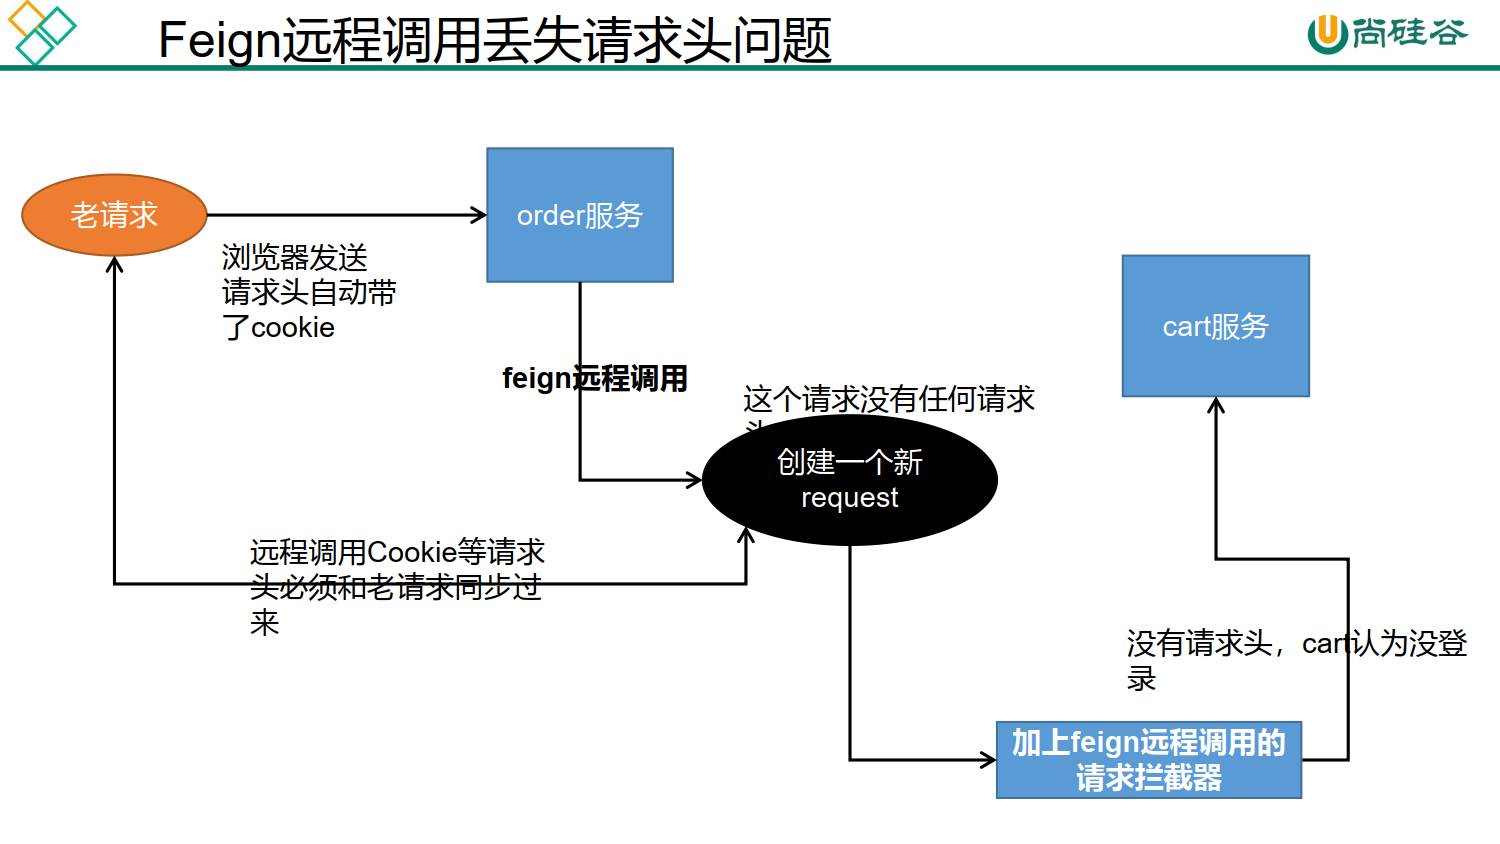 Feign远程调用丢失请求头问题
尚硅谷
老请求
order服务
浏览器发送
请求头自动带
了cookie
cart服务
feign远程调用
这个请求没有任何请求
头
创建一个新
request
远程调用Cookie等请求
头必须和老请求同步过
来
没有请求头，cart认为没登
录
加上feign远程调用的
请求拦截器